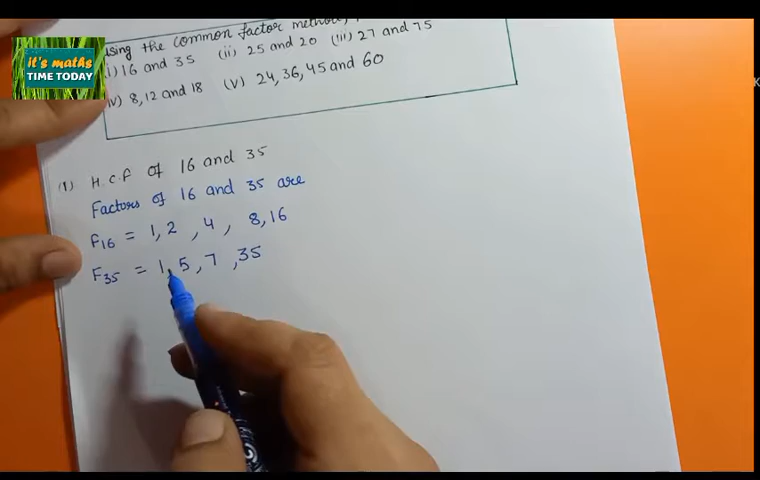 it's maths
TIME TODAY
using the common factor method,
(i) 16 and 35 (ii) 25 and 20 (iii) 27 and 75
(iv) 8, 12 and 18 (v) 24, 36, 45 and 60
(1) H.C.F of 16 and 35
Factors of 16 and 35 are
F16 = 1, 2 , 4 , 8, 16
F35 = 1, 5, 7 , 35